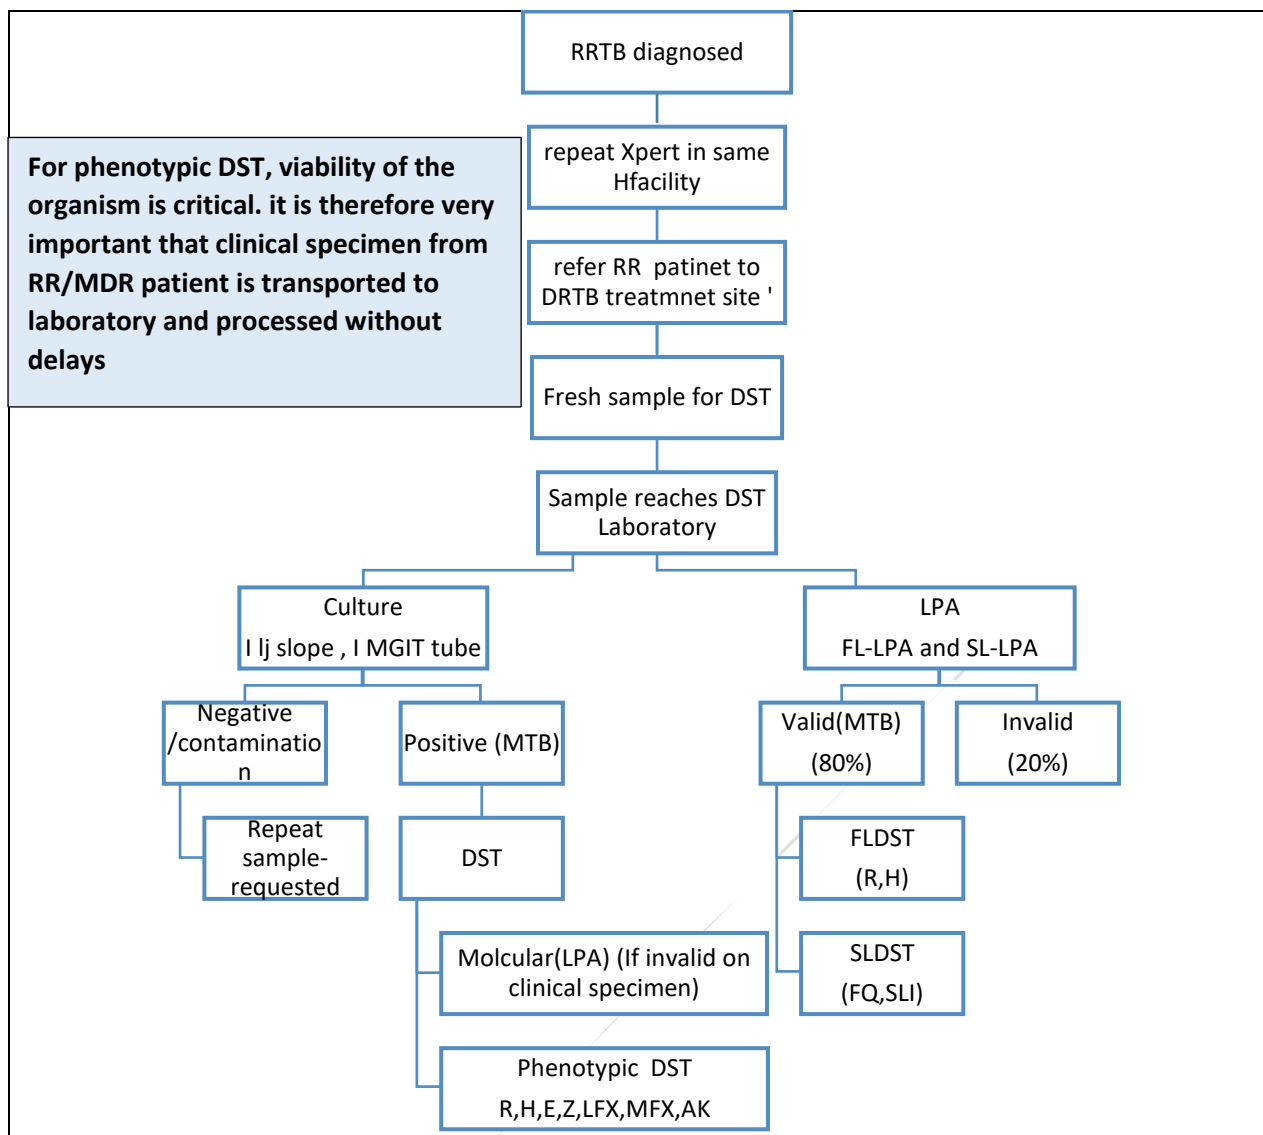 RRTB diagnosed
For phenotypic DST, viability of the
organism is critical. it is therefore very
important that clinical specimen from
RR/MDR patient is transported to
laboratory and processed without
delays
repeat Xpert in same
Hfacility
refer RR patinet to
DRTB treatmnet site '
Fresh sample for DST
Sample reaches DST
Laboratory
Culture
I lj slope , I MGIT tube
LPA
FL-LPA and SL-LPA
Negative
/contaminatio
n
Positive (MTB)
Valid(MTB)
(80%)
Invalid
(20%)
Repeat
sample-
requested
DST
FLDST
(R,H)
Molcular(LPA) (If invalid on
clinical specimen)
SLDST
(FQ,SLI)
Phenotypic DST
R,H,E,Z,LFX,MFX,AK